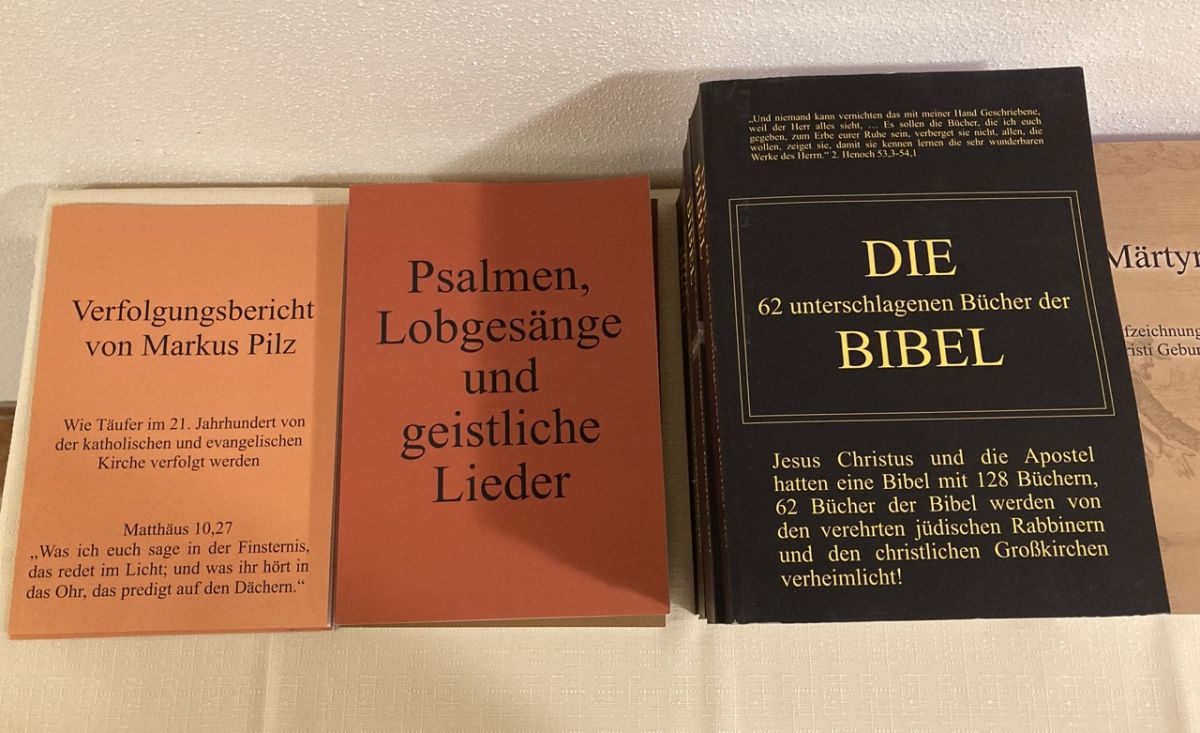 Verfolgungsbericht
von Markus Pilz
Wie Täufer im 21. Jahrhundert von
der katholischen und evangelischen
Kirche verfolgt werden
Matthäus 10,27
„Was ich euch sage in der Finsternis,
das redet im Licht; und was ihr hört in
das Ohr, das predigt auf den Dächern.“
Psalmen,
Lobgesänge
und
geistliche
Lieder
„Und niemand kann vernichten das mit meiner Hand Geschriebene,
weil der Herr alles sieht, ... Es sollen die Bücher, die ich euch
gegeben, zum Erbe eurer Ruhe sein, verberget sie nicht, allen, die
wollen, zeiget sie, damit sie kennen lernen die sehr wunderbaren
Werke des Herrn.“ 2. Henoch 53,3-54,1
DIE
62 unterschlagenen Bücher der
BIBEL
Jesus Christus und die Apostel
hatten eine Bibel mit 128 Büchern,
62 Bücher der Bibel werden von
den verehrten jüdischen Rabbinern
und den christlichen Großkirchen
verheimlicht!
Märtyr
fzeichnung
risti Gebur